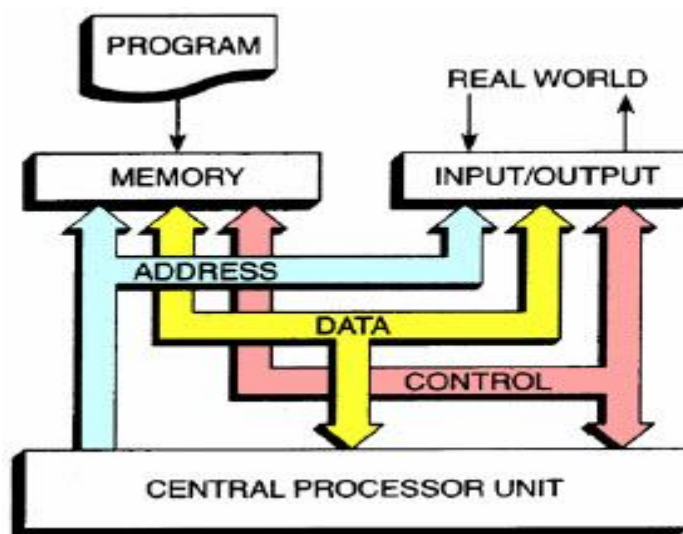 PROGRAM
REAL WORLD
MEMORY
INPUT/OUTPUT
ADDRESS
DATA
CONTROL
CENTRAL PROCESSOR UNIT